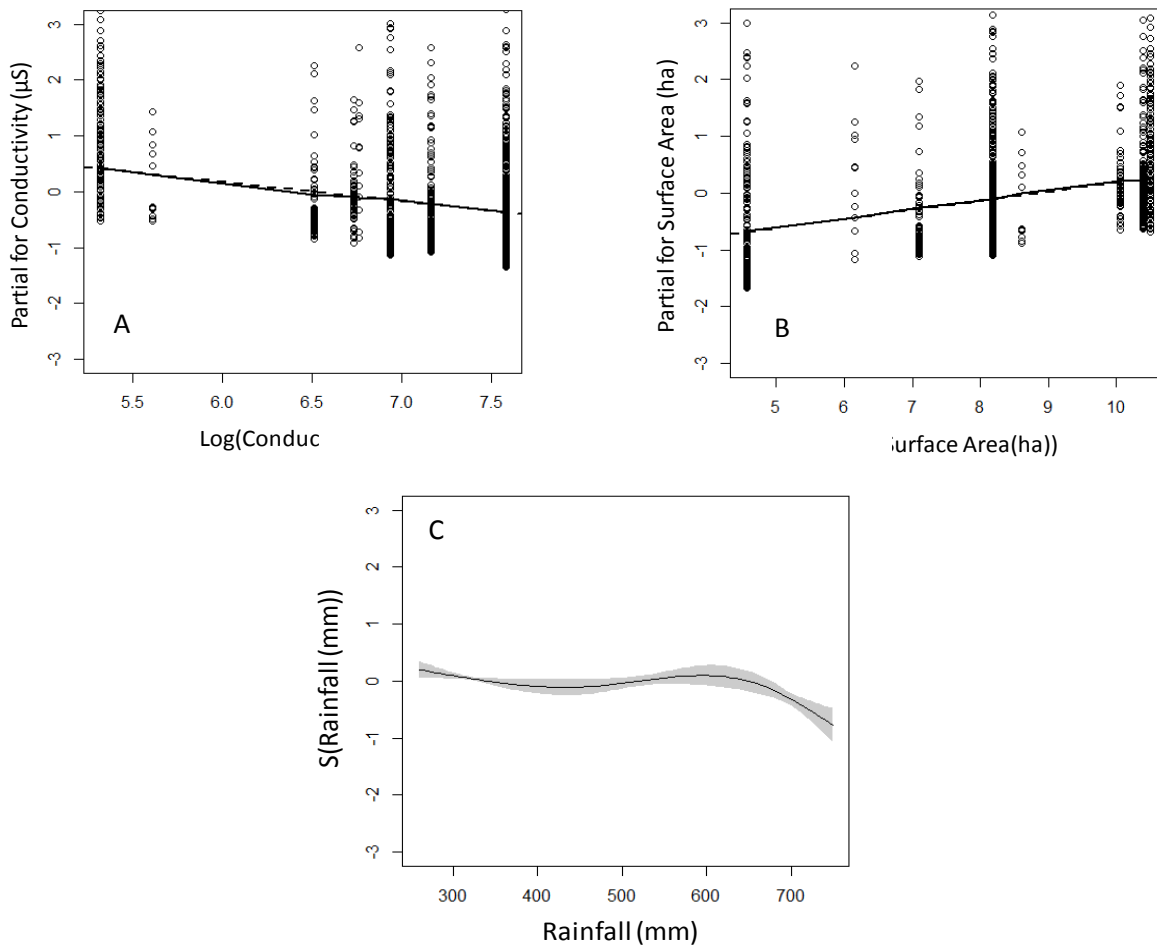 Partial for Conductivity (µS)
3
2
1
0
-1
-2
-3
A
5.5 6.0 6.5 7.0 7.5
Log(Conduc
Partial for Surface Area (ha)
3
2
1
0
-1
-2
-3
B
5 6 7 8 9 10
Surface Area(ha))
S(Rainfall (mm))
3
2
1
0
-1
-2
-3
C
300 400 500 600 700
Rainfall (mm)